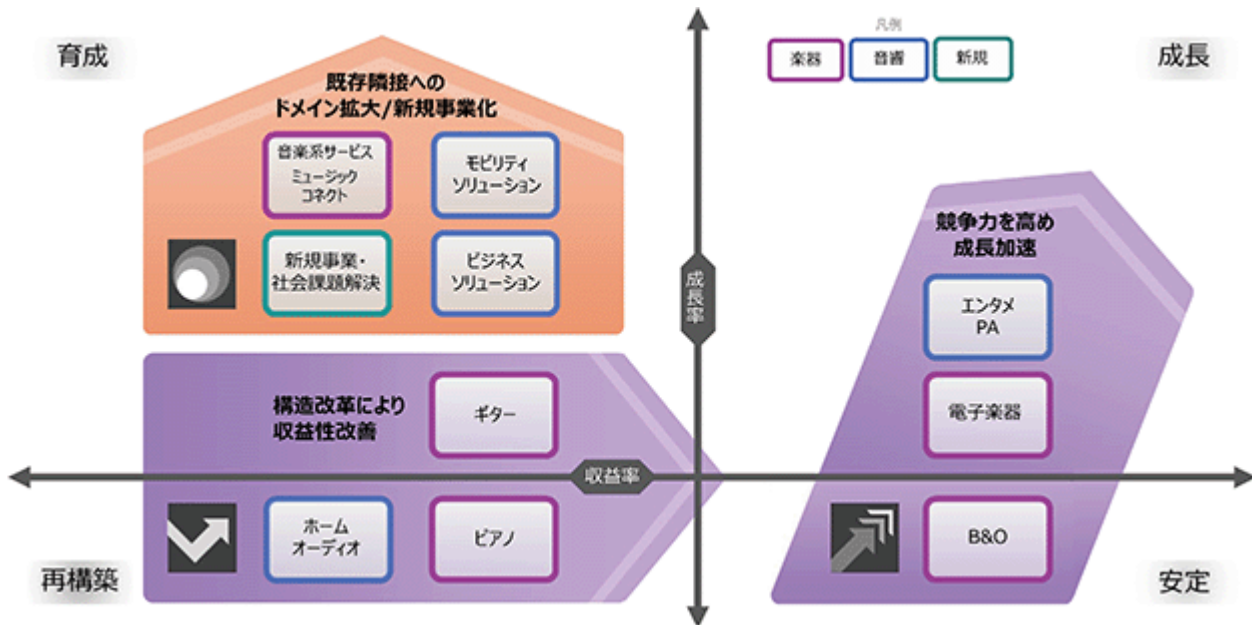 育成
凡例
楽器
音響
新規
成長
既存隣接への
ドメイン拡大/新規事業化
音楽系サービス
ミュージック
コネクト
モビリティ
ソリューション
新規事業・
社会課題解決
ビジネス
ソリューション
成長率
競争力を高め
成長加速
エンタメ
PA
電子楽器
B&O
構造改革により
収益性改善
ギター
収益率
ホーム
オーディオ
ピアノ
再構築
安定